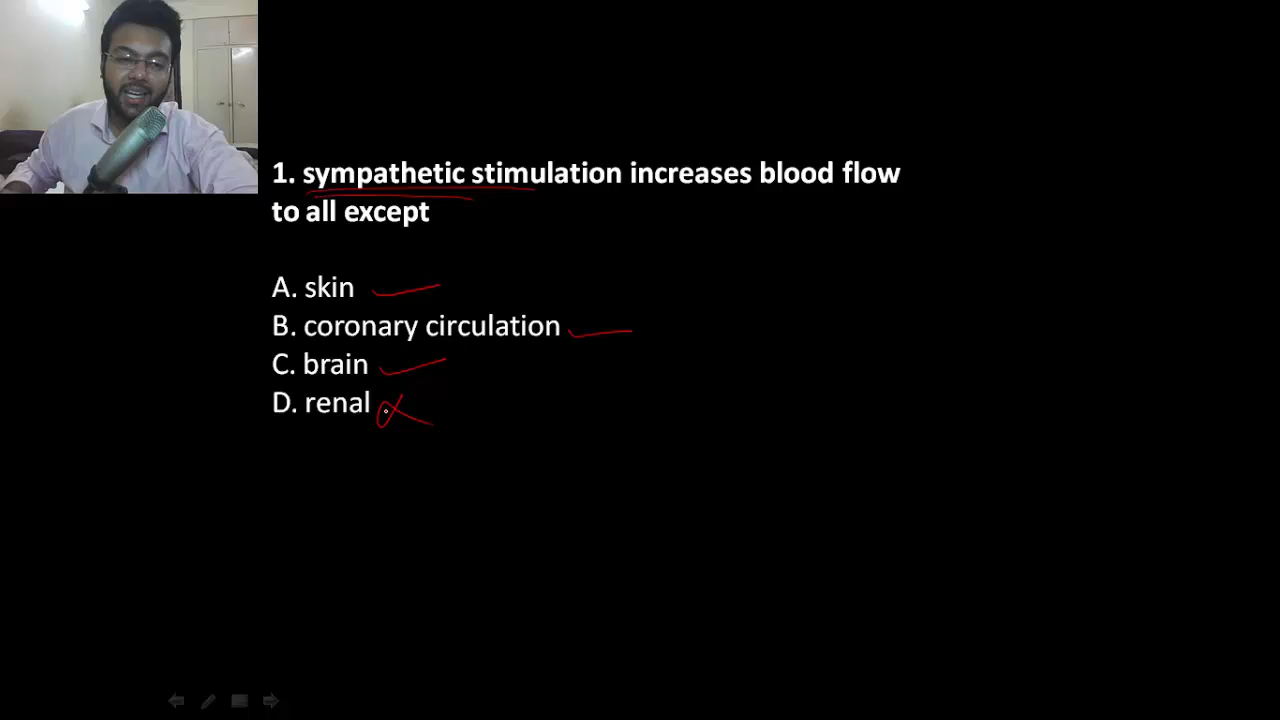 1. sympathetic stimulation increases blood flow
to all except
A. skin
B. coronary circulation
C. brain
D. renal